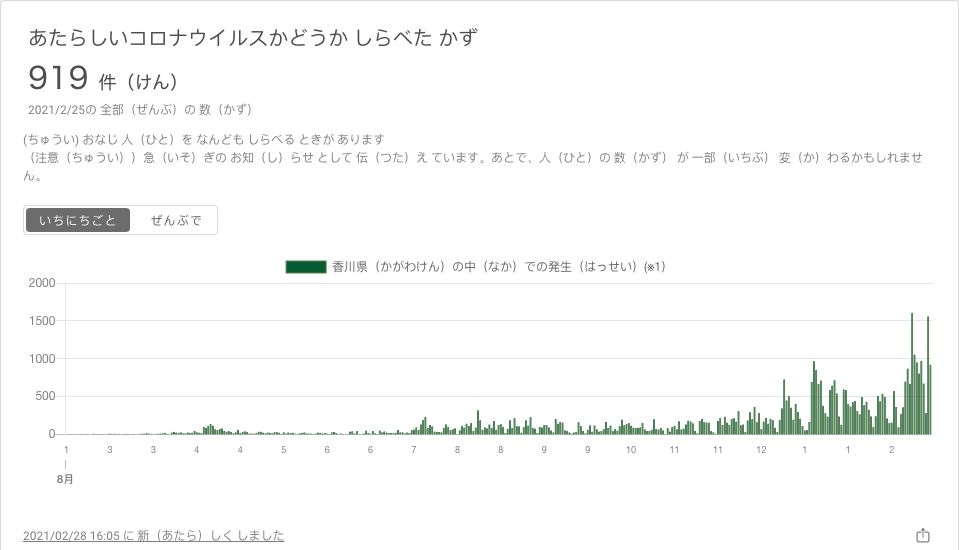 あたらしいコロナウイルスかどうか しらべた かず
919 件（けん）
2021/2/25の 全部（ぜんぶ）の 数（かず）
(ちゅうい) おなじ 人（ひと）を なんども しらべる ときが あります
（注意（ちゅうい））急（いそ）ぎの お知（し）らせ として 伝（つた）え ています。あとで、人（ひと）の 数（かず） が 一部（いちぶ） 変（か）わるかもしれませ
ん。
いちにちごと ぜんぶで
香川県（かがわけん）の中（なか）での発生（はっせい）(※1)
2000
1500
1000
500
0
1 3 3 4 4 5 5 6 6 7 7 8 8 9 9 10 10 11 11 12 1 1 2
8月
2021/02/28 16:05 に 新（あたら）しく しました